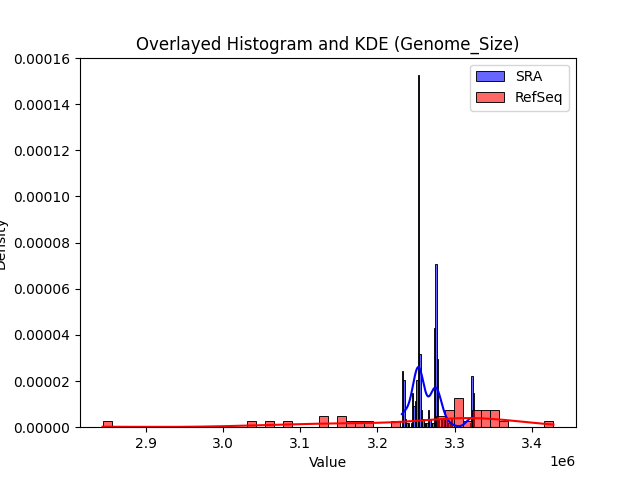 Overlayed Histogram and KDE (Genome_Size)
0.00016
0.00014
0.00012
0.00010
0.00008
0.00006
0.00004
0.00002
0.00000
Density
SRA
RefSeq
2.9 3.0 3.1 3.2 3.3 3.4
1e6
Value